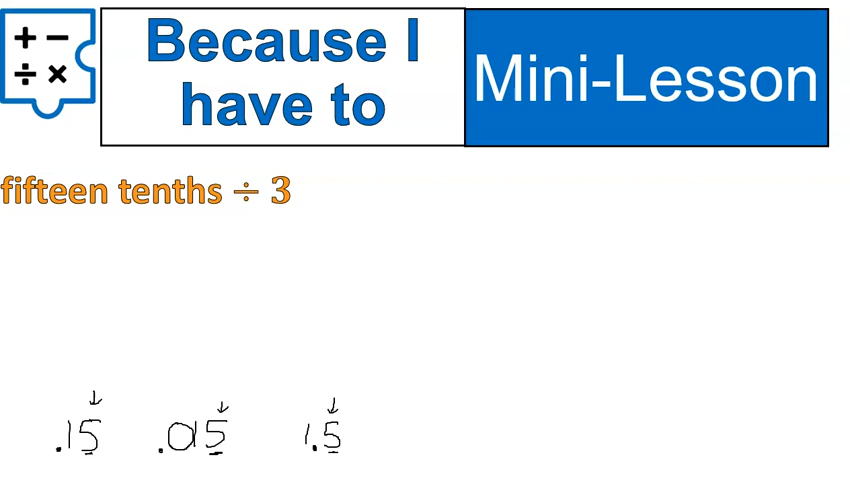 + −
÷ ×
Because I
have to
Mini-Lesson
fifteen tenths ÷ 3
.15 .015 1.5